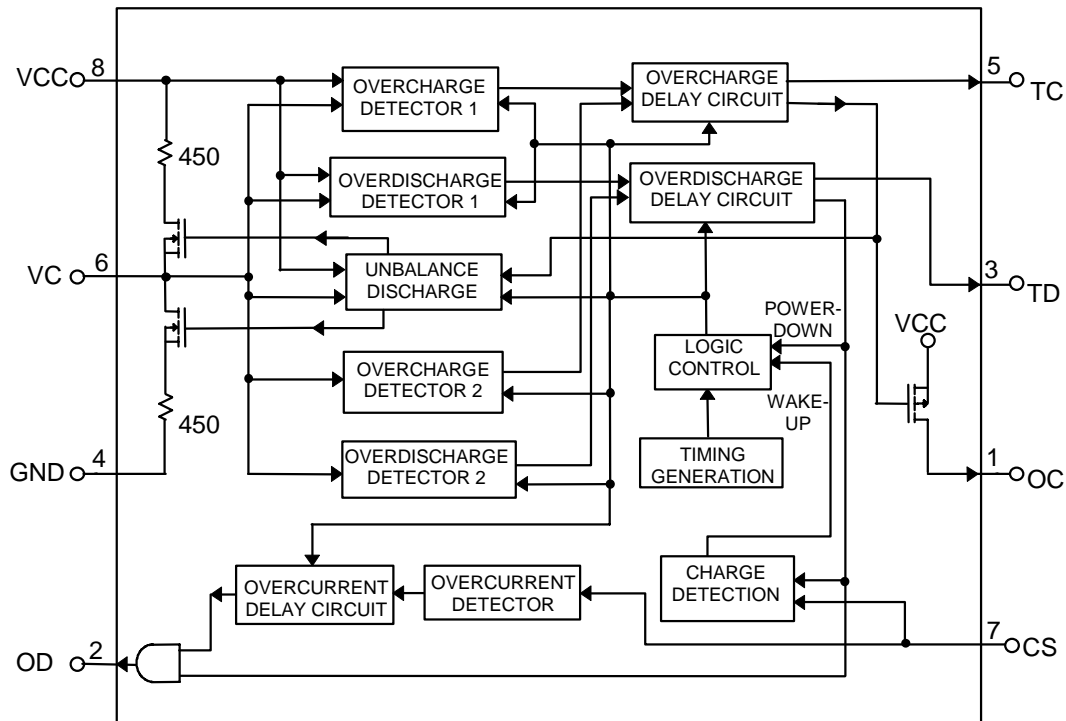 VCC
8
OVERCHARGE
DETECTOR 1
OVERCHARGE
DELAY CIRCUIT
5
TC
450
OVERDISCHARGE
DETECTOR 1
OVERDISCHARGE
DELAY CIRCUIT
VC
6
UNBALANCE
DISCHARGE
3
TD
POWER-
DOWN
VCC
LOGIC
CONTROL
OVERCHARGE
DETECTOR 2
WAKE-
UP
450
GND
4
OVERDISCHARGE
DETECTOR 2
TIMING
GENERATION
1
OC
OVERCURRENT
DELAY CIRCUIT
OVERCURRENT
DETECTOR
CHARGE
DETECTION
7
CS
OD
2